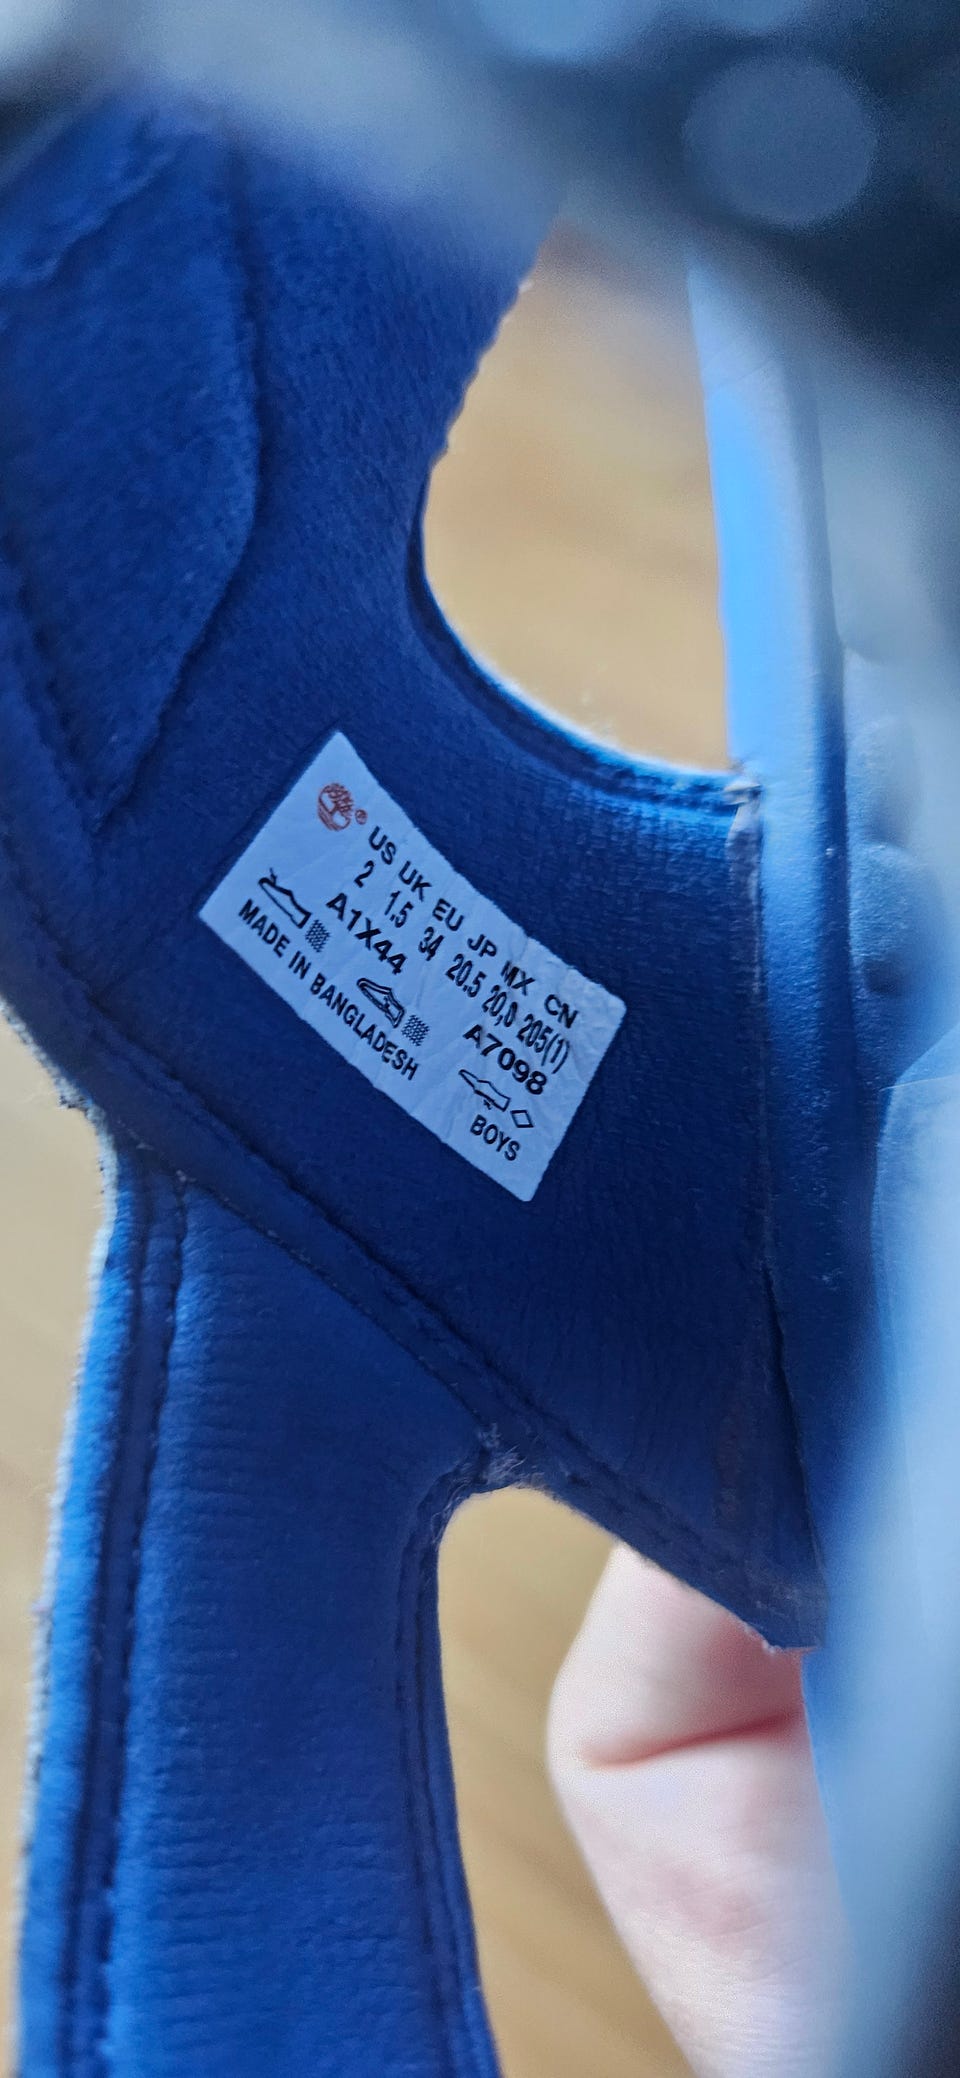 ®
US UK EU JP MX CN
2 1.5 34 20.5 20,0 205(1)
A1X44 A7098
MADE IN BANGLADESH BOYS